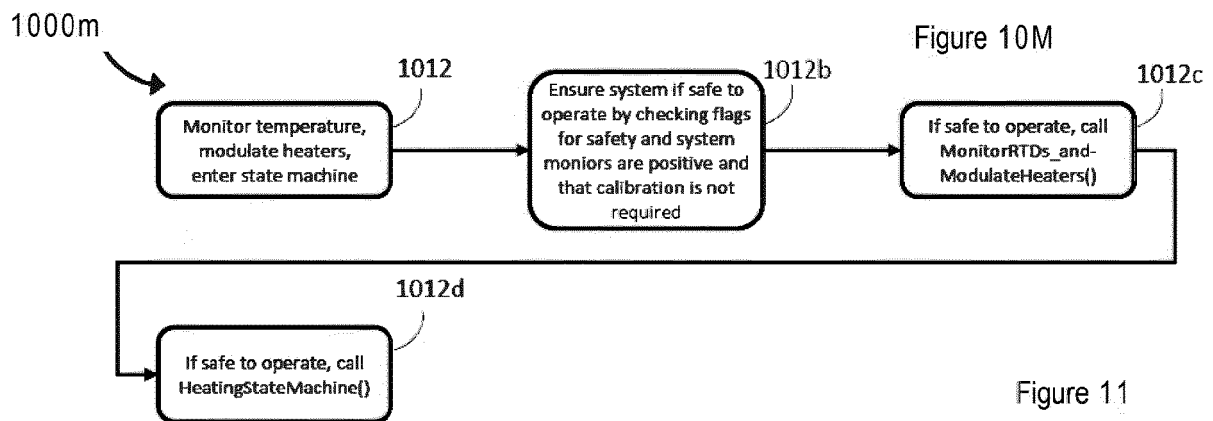 1000m
Figure 10M
1012
Monitor temperature,
modulate heaters,
enter state machine
1012b
Ensure system if safe to
operate by checking flags
for safety and system
moniors are positive and
that calibration is not
required
1012c
If safe to operate, call
MonitorRTDs_and-
ModulateHeaters()
1012d
If safe to operate, call
HeatingStateMachine()
Figure 11